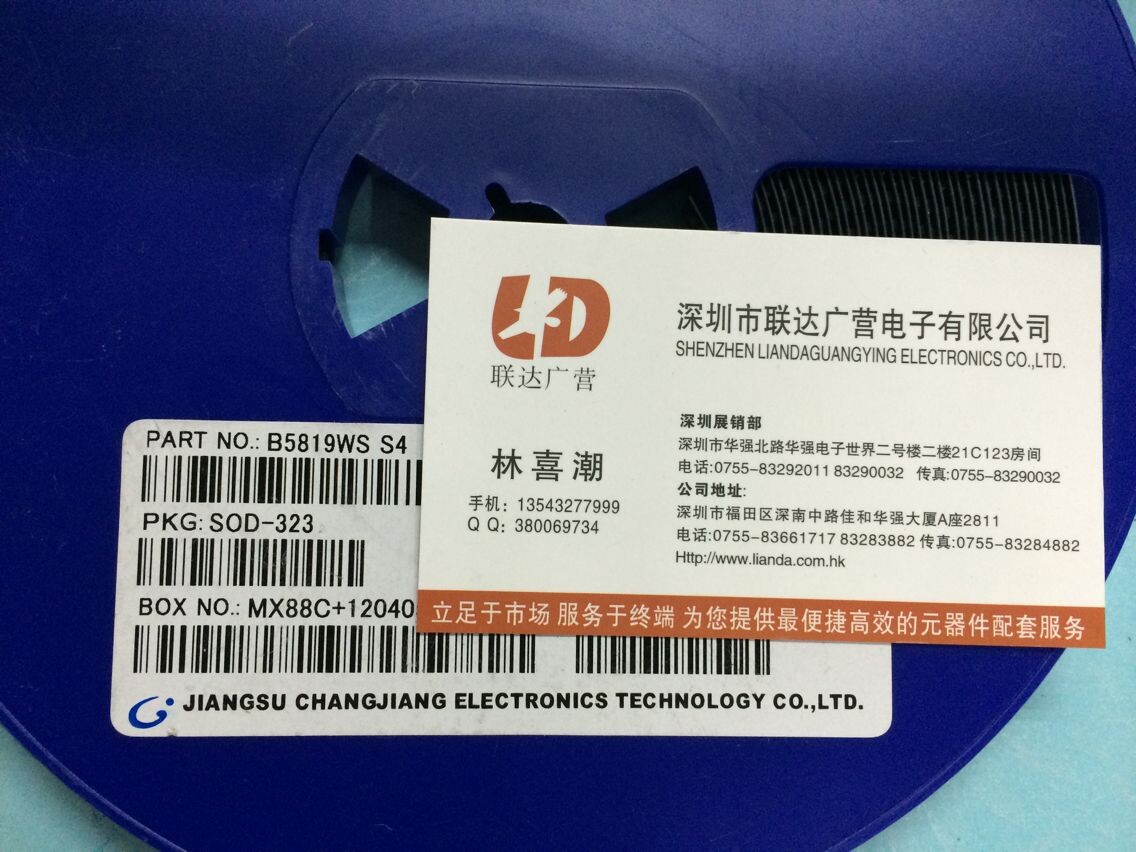 联达广营
深圳市联达广营电子有限公司
SHENZHEN LIANDAGUANGYING ELECTRONICS CO.,LTD.
林喜潮
手机：13543277999
QQ：380069734
深圳展销部
深圳市华强北路华强电子世界二号楼二楼21C123房间
电话:0755-83292011 83290032 传真:0755-83290032
公司地址:
深圳市福田区深南中路佳和华强大厦A座2811
电话:0755-83661717 83283882 传真:0755-83284882
Http://www.lianda.com.hk
立足于市场 服务于终端 为您提供最便捷高效的元器件配套服务
PART NO.: B5819WS S4
PKG: SOD-323
BOX NO.: MX88C+12040
JIANGSU CHANGJIANG ELECTRONICS TECHNOLOGY CO.,LTD.